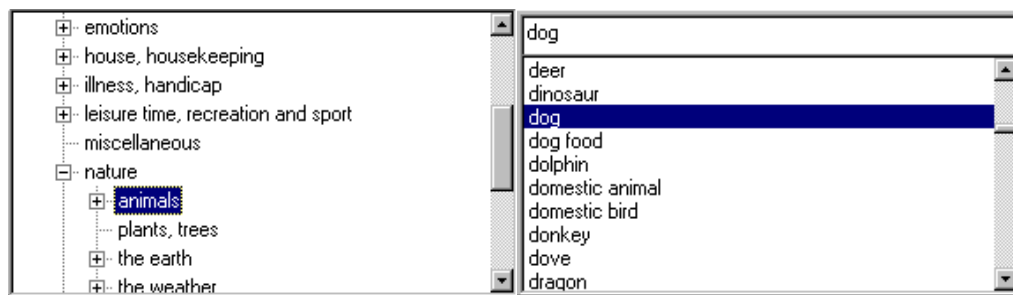 emotions
house, housekeeping
illness, handicap
leisure time, recreation and sport
miscellaneous
nature
animals
plants, trees
the earth
the weather
dog
deer
dinosaur
dog
dog food
dolphin
domestic animal
domestic bird
donkey
dove
dragon